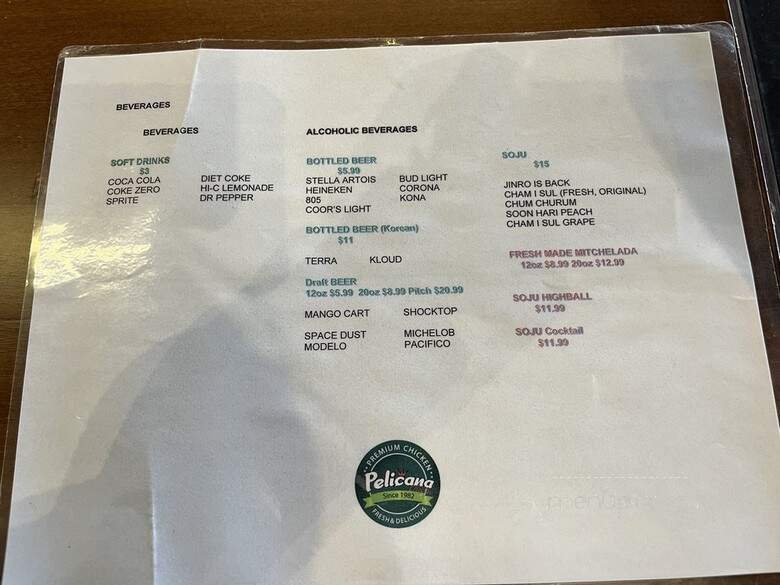 BEVERAGES
BEVERAGES
SOFT DRINKS
$3
COCA COLA
COKE ZERO
SPRITE
DIET COKE
HI-C LEMONADE
DR PEPPER
ALCOHOLIC BEVERAGES
BOTTLED BEER
$5.99
STELLA ARTOIS
HEINEKEN
805
COOR'S LIGHT
BUD LIGHT
CORONA
KONA
BOTTLED BEER (Korean)
$11
TERRA KLOUD
Draft BEER
12oz $5.99 20oz $8.99 Pitch $20.99
MANGO CART SHOCKTOP
SPACE DUST MICHELOB
MODELO PACIFICO
SOJU
$15
JINRO IS BACK
CHAM I SUL (FRESH, ORIGINAL)
CHUM CHURUM
SOON HARI PEACH
CHAM I SUL GRAPE
FRESH MADE MITCHELADA
12oz $8.99 20oz $12.99
SOJU HIGHBALL
$11.99
SOJU Cocktail
$11.99
PREMIUM CHICKEN
Pelicana
Since 1982
FRESH & DELICIOUS